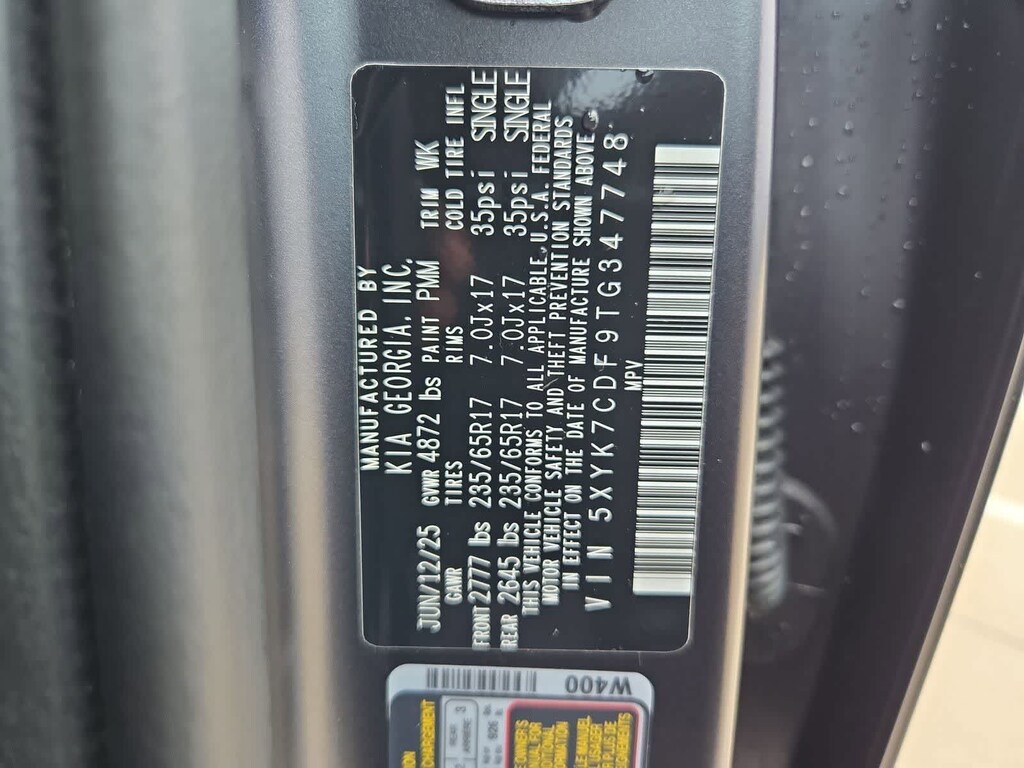 MANUFACTURED BY
KIA GEORGIA, INC.
JUN/12/25 GVWR 4872 lbs PAINT PMM TRIM WK
GAWR TIRES RIMS COLD TIRE INFL
FRONT 2777 lbs 235/65R17 7.0Jx17 35psi SINGLE
REAR 2645 lbs 235/65R17 7.0Jx17 35psi SINGLE
THIS VEHICLE CONFORMS TO ALL APPLICABLE U.S.A. FEDERAL
MOTOR VEHICLE SAFETY AND THEFT PREVENTION STANDARDS
IN EFFECT ON THE DATE OF MANUFACTURE SHOWN ABOVE
VIN 5XYK7CDF9TG347748
MPV
W400
REAR
ARRIERE 3